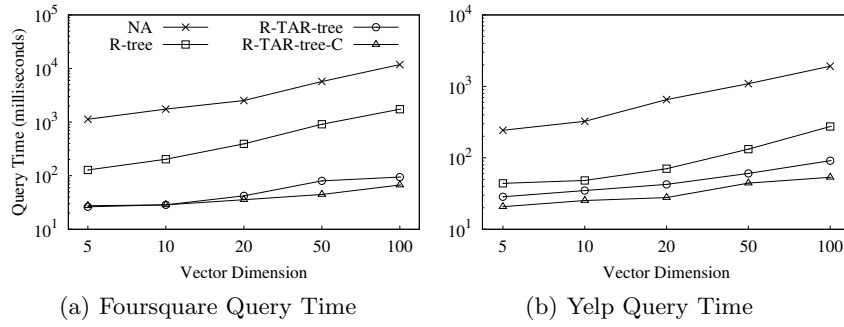 NA
R-tree
R-TAR-tree
R-TAR-tree-C
Query Time (milliseconds)
10^5
10^4
10^3
10^2
10^1
5 10 20 50 100
Vector Dimension
(a) Foursquare Query Time
10^4
10^3
10^2
10^1
5 10 20 50 100
Vector Dimension
(b) Yelp Query Time